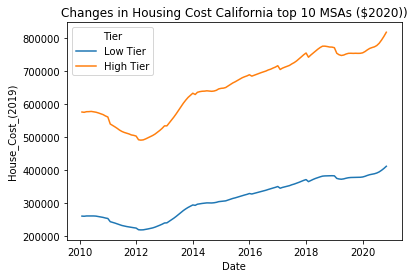 Changes in Housing Cost California top 10 MSAs ($2020))
Tier
Low Tier
High Tier
House_Cost_(2019)
800000
700000
600000
500000
400000
300000
200000
2010 2012 2014 2016 2018 2020
Date